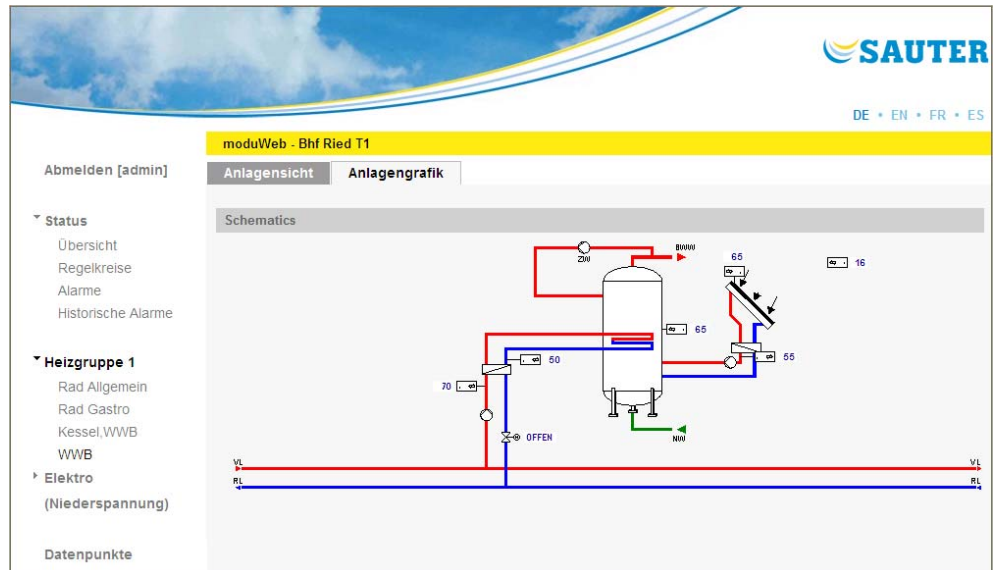 SAUTER
DE • EN • FR • ES
moduWeb - Bhf Ried T1
Abmelden [admin]
Anlagensicht
Anlagengrafik
Status
Übersicht
Regelkreise
Alarme
Historische Alarme
Heizgruppe 1
Rad Allgemein
Rad Gastro
Kessel,WWB
WWB
Elektro
(Niederspannung)
Datenpunkte
Schematics
ZW
BWW
65
16
65
50
55
70
OFFEN
NW
VL
VL
RL
RL